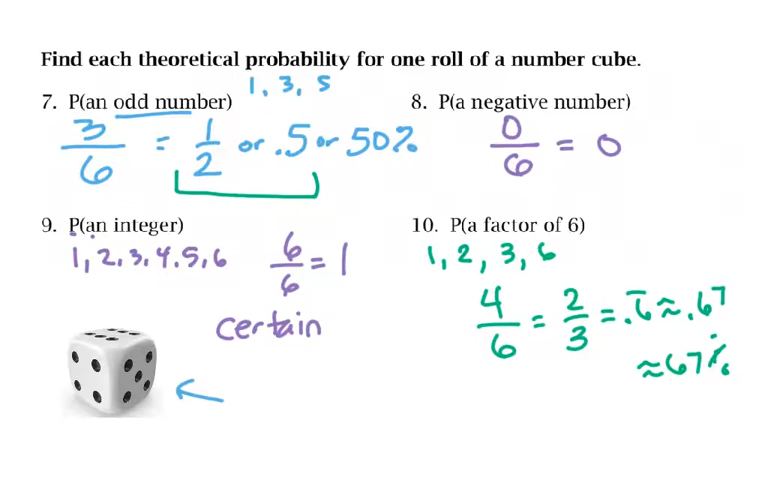 Find each theoretical probability for one roll of a number cube.
1, 3, 5
7. P(an odd number)
3/6 = 1/2 or .5 or 50%
8. P(a negative number)
0/6 = 0
9. P(an integer)
1, 2, 3, 4, 5, 6
6/6 = 1
certain
10. P(a factor of 6)
1, 2, 3, 6
4/6 = 2/3 = .6̅ ≈ .67
≈ 67%